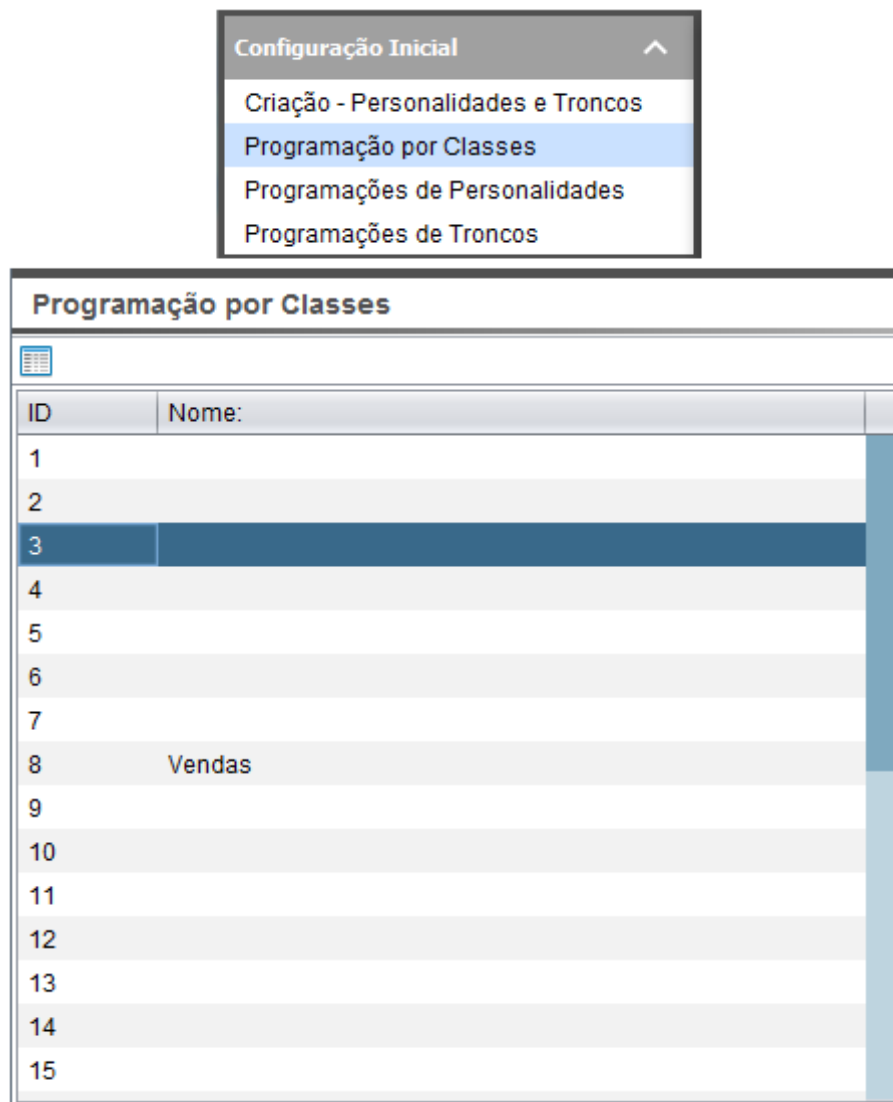 Configuração Inicial
Criação - Personalidades e Troncos
Programação por Classes
Programações de Personalidades
Programações de Troncos
Programação por Classes
ID Nome:
1
2
3
4
5
6
7
8 Vendas
9
10
11
12
13
14
15